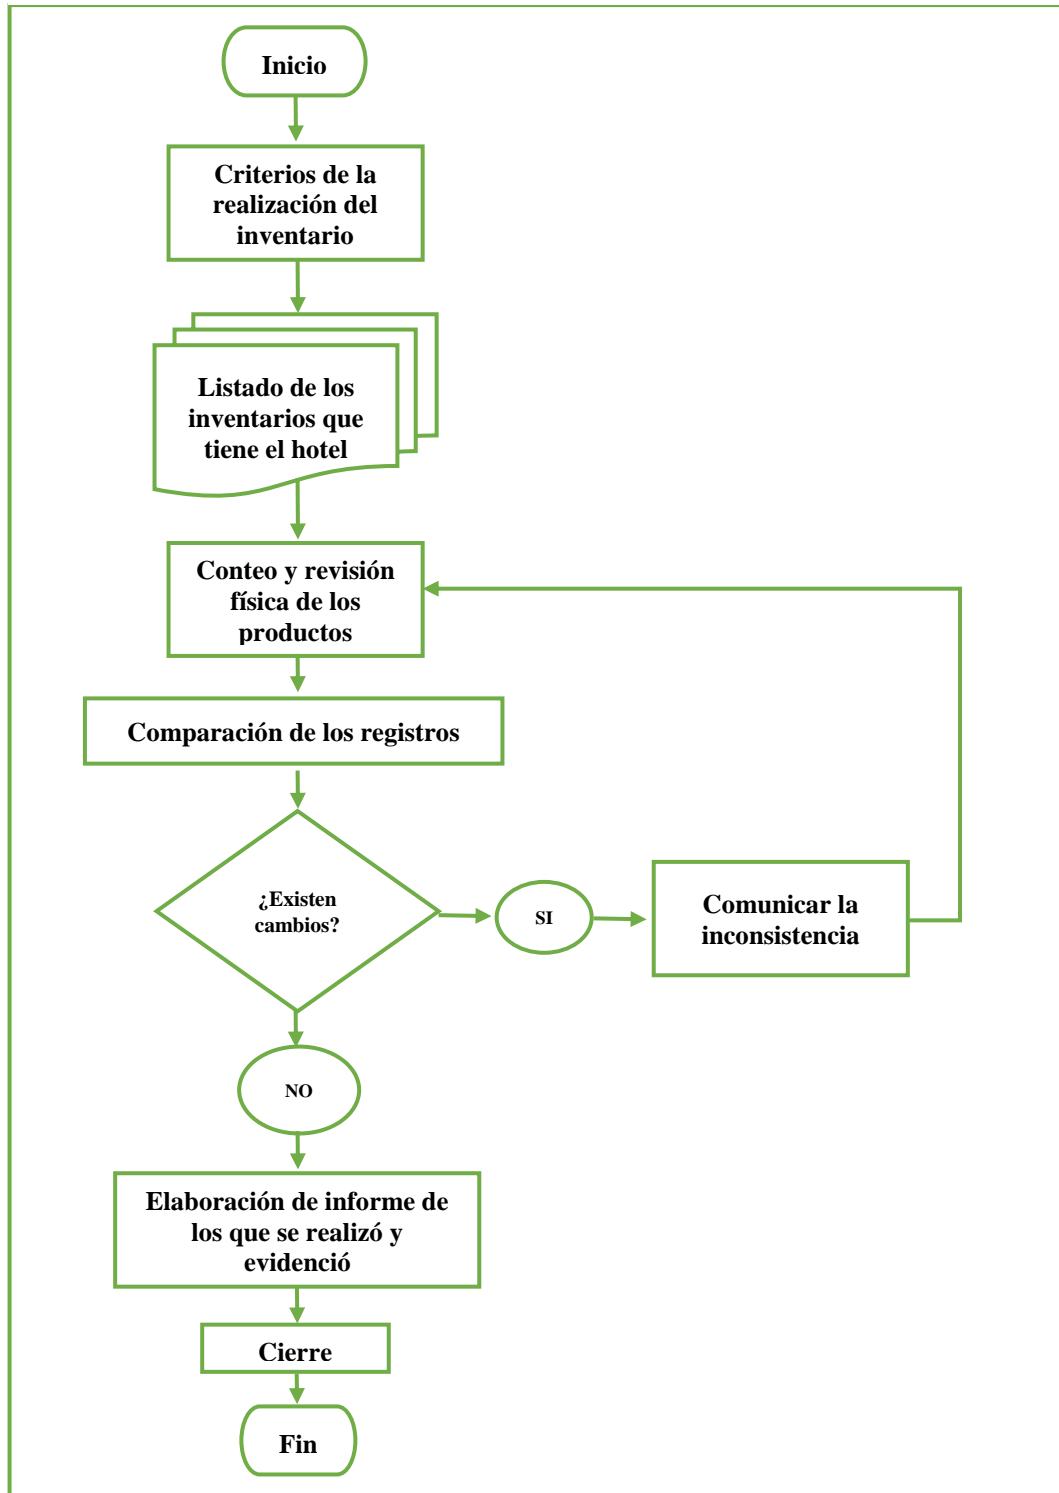 Inicio
Criterios de la
realización del
inventario
Listado de los
inventarios que
tiene el hotel
Conteo y revisión
física de los
productos
Comparación de los registros
¿Existen
cambios?
SI
Comunicar la
inconsistencia
NO
Elaboración de informe de
los que se realizó y
evidenció
Cierre
Fin